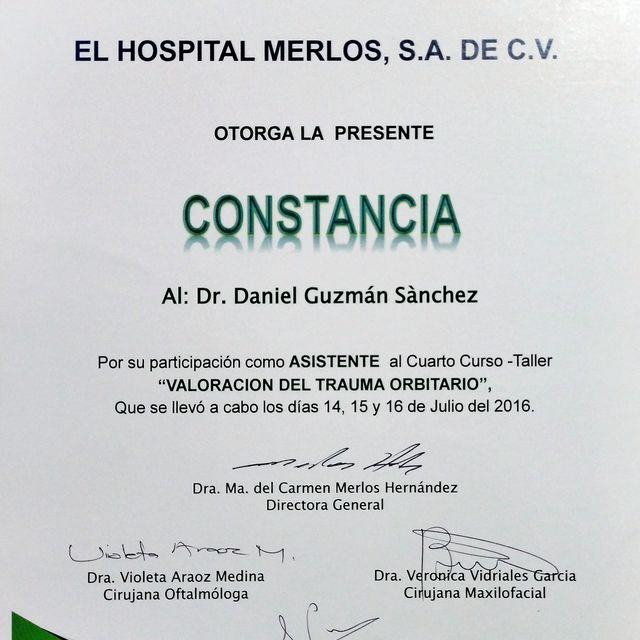 EL HOSPITAL MERLOS, S.A. DE C.V.
OTORGA LA PRESENTE
CONSTANCIA
Al: Dr. Daniel Guzmán Sànchez
Por su participación como ASISTENTE al Cuarto Curso -Taller
“VALORACION DEL TRAUMA ORBITARIO”,
Que se llevó a cabo los días 14, 15 y 16 de Julio del 2016.
Dra. Ma. del Carmen Merlos Hernández
Directora General
Violeta Araoz M.
Dra. Violeta Araoz Medina
Cirujana Oftalmóloga
Dra. Veronica Vidriales Garcia
Cirujana Maxilofacial